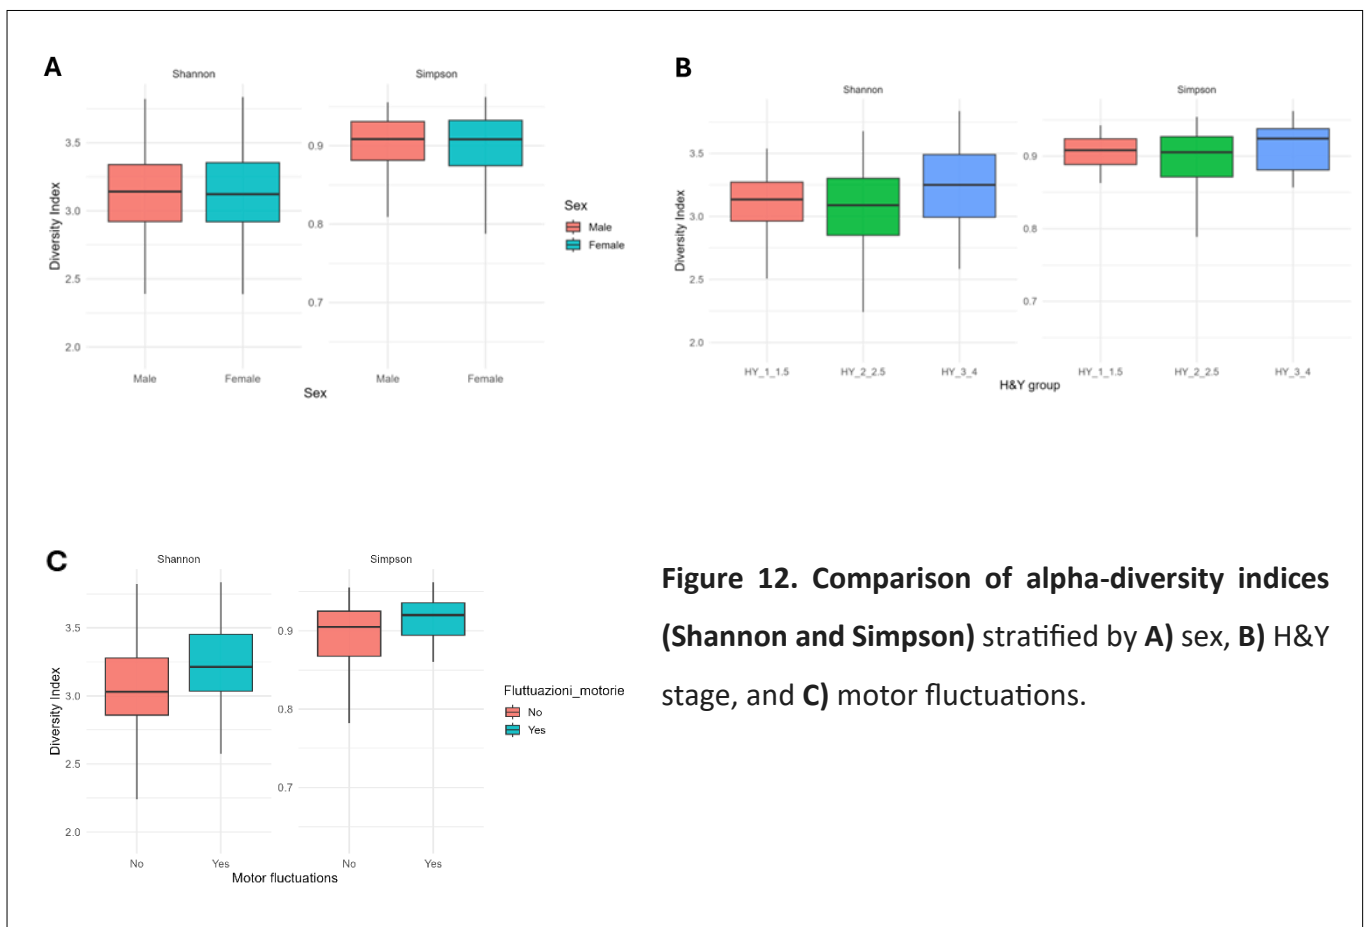 A
Shannon
Simpson
3.5
3.0
2.5
2.0
Diversity Index
0.9
0.8
0.7
Male
Female
Male
Female
Sex
Sex
Male
Female
B
Shannon
Simpson
3.5
3.0
2.5
2.0
Diversity Index
0.9
0.8
0.7
HY_1_1.5
HY_2_2.5
HY_3_4
HY_1_1.5
HY_2_2.5
HY_3_4
H&Y group
C
Shannon
Simpson
3.5
3.0
2.5
2.0
Diversity Index
0.9
0.8
0.7
No
Yes
No
Yes
Motor fluctuations
Fluttuazioni_motorie
No
Yes
Figure 12. Comparison of alpha-diversity indices
(Shannon and Simpson) stratified by A) sex, B) H&Y
stage, and C) motor fluctuations.